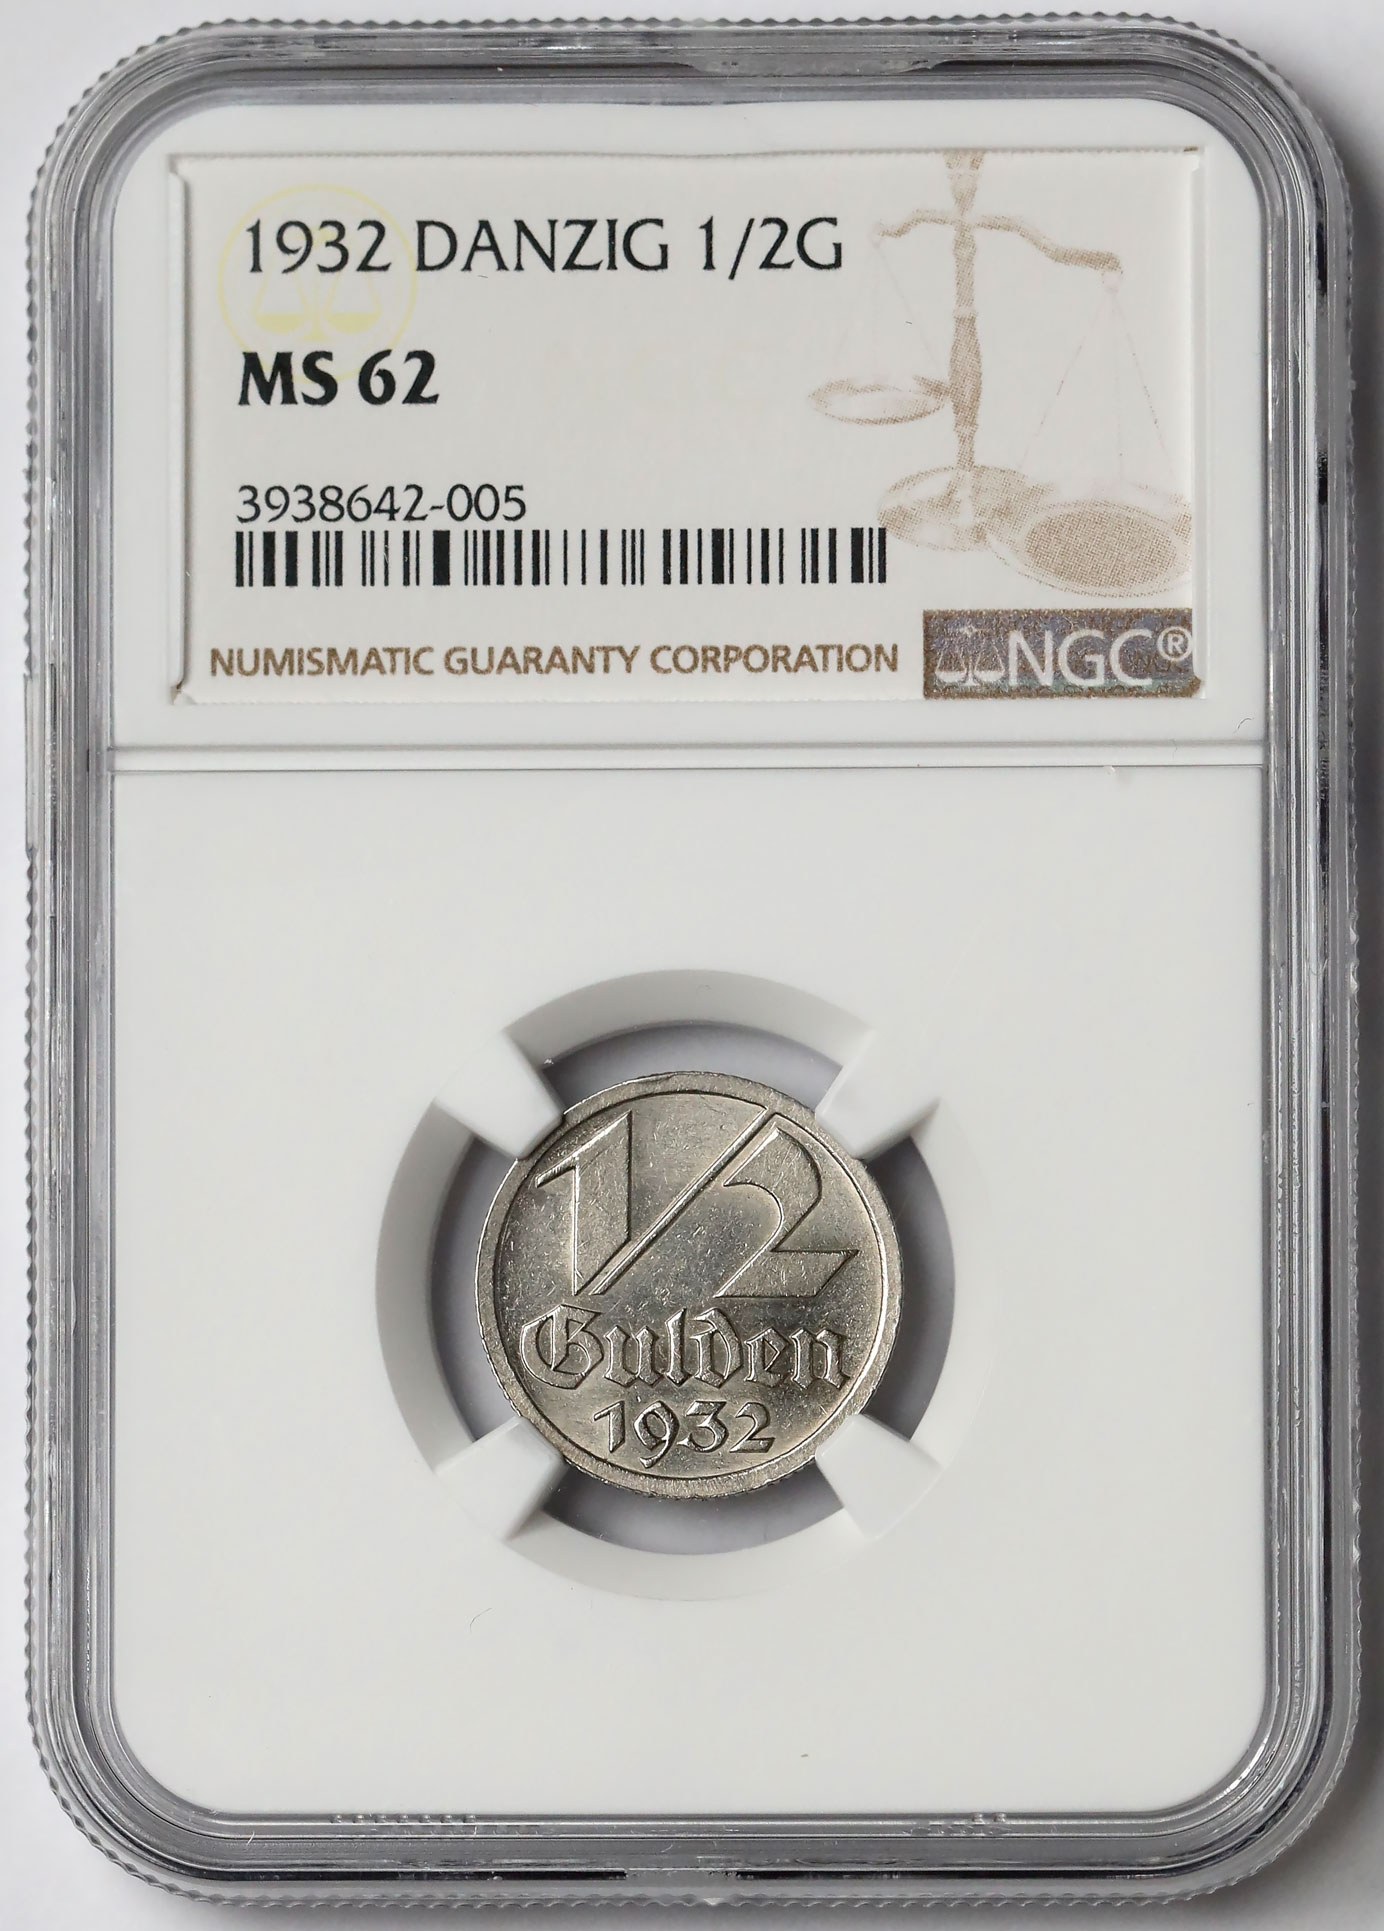 1932 DANZIG 1/2G
MS 62
3938642-005
NUMISMATIC GUARANTY CORPORATION
NGC®
1/2
Gulden
1932